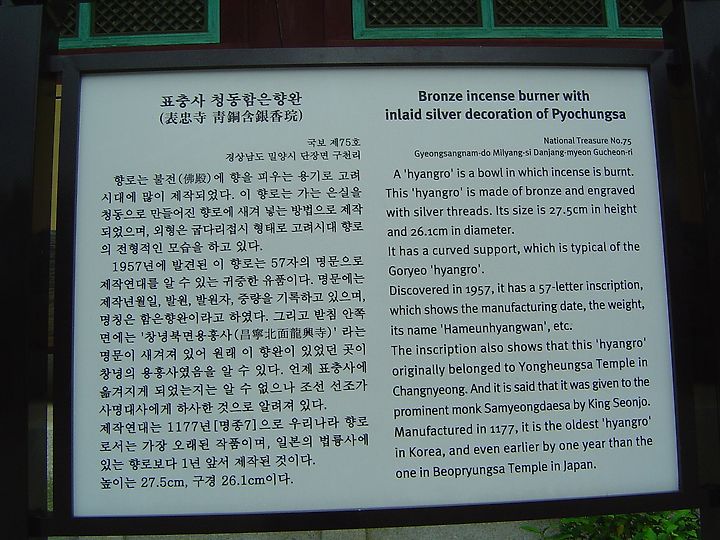 표충사 청동함은향완
(表忠寺 靑銅含銀香垸)
국보 제75호
경상남도 밀양시 단장면 구천리
향로는 불전(佛殿)에 향을 피우는 용기로 고려
시대에 많이 제작되었다. 이 향로는 가는 은실을
청동으로 만들어진 향로에 새겨 넣는 방법으로 제작
되었으며, 외형은 굽다리접시 형태로 고려시대 향로
의 전형적인 모습을 하고 있다.
1957년에 발견된 이 향로는 57자의 명문으로
제작연대를 알 수 있는 귀중한 유품이다. 명문에는
제작년월일, 발원, 발원자, 중량을 기록하고 있으며,
명칭은 함은향완이라고 하였다. 그리고 받침 안쪽
면에는 '창녕북면용흥사(昌寧北面龍興寺)' 라는
명문이 새겨져 있어 원래 이 향완이 있었던 곳이
창녕의 용흥사였음을 알 수 있다. 언제 표충사에
옮겨지게 되었는지는 알 수 없으나 조선 선조가
사명대사에게 하사한 것으로 알려져 있다.
제작연대는 1177년[명종7]으로 우리나라 향로
로서는 가장 오래된 작품이며, 일본의 법륭사에
있는 향로보다 1년 앞서 제작된 것이다.
높이는 27.5cm, 구경 26.1cm이다.
Bronze incense burner with
inlaid silver decoration of Pyochungsa
National Treasure No.75
Gyeongsangnam-do Milyang-si Danjang-myeon Gucheon-ri
A 'hyangro' is a bowl in which incense is burnt.
This 'hyangro' is made of bronze and engraved
with silver threads. Its size is 27.5cm in height
and 26.1cm in diameter.
It has a curved support, which is typical of the
Goryeo 'hyangro'.
Discovered in 1957, it has a 57-letter inscription,
which shows the manufacturing date, the weight,
its name 'Hameunhyangwan', etc.
The inscription also shows that this 'hyangro'
originally belonged to Yongheungsa Temple in
Changnyeong. And it is said that it was given to the
prominent monk Samyeongdaesa by King Seonjo.
Manufactured in 1177, it is the oldest 'hyangro'
in Korea, and even earlier by one year than the
one in Beopryungsa Temple in Japan.